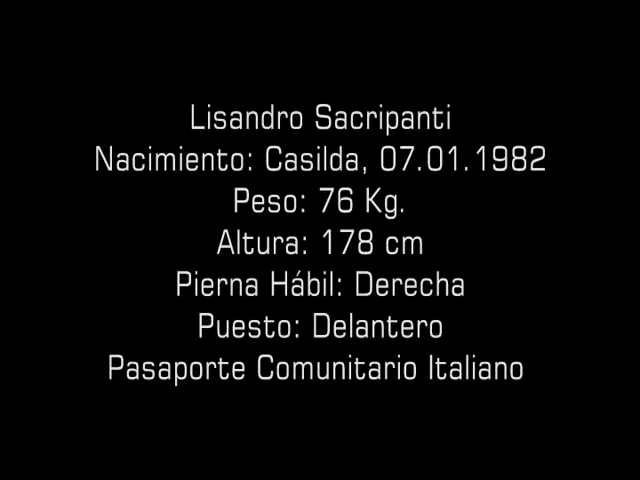 Lisandro Sacripanti
Nacimiento: Casilda, 07.01.1982
Peso: 76 Kg.
Altura: 178 cm
Pierna Hábil: Derecha
Puesto: Delantero
Pasaporte Comunitario Italiano